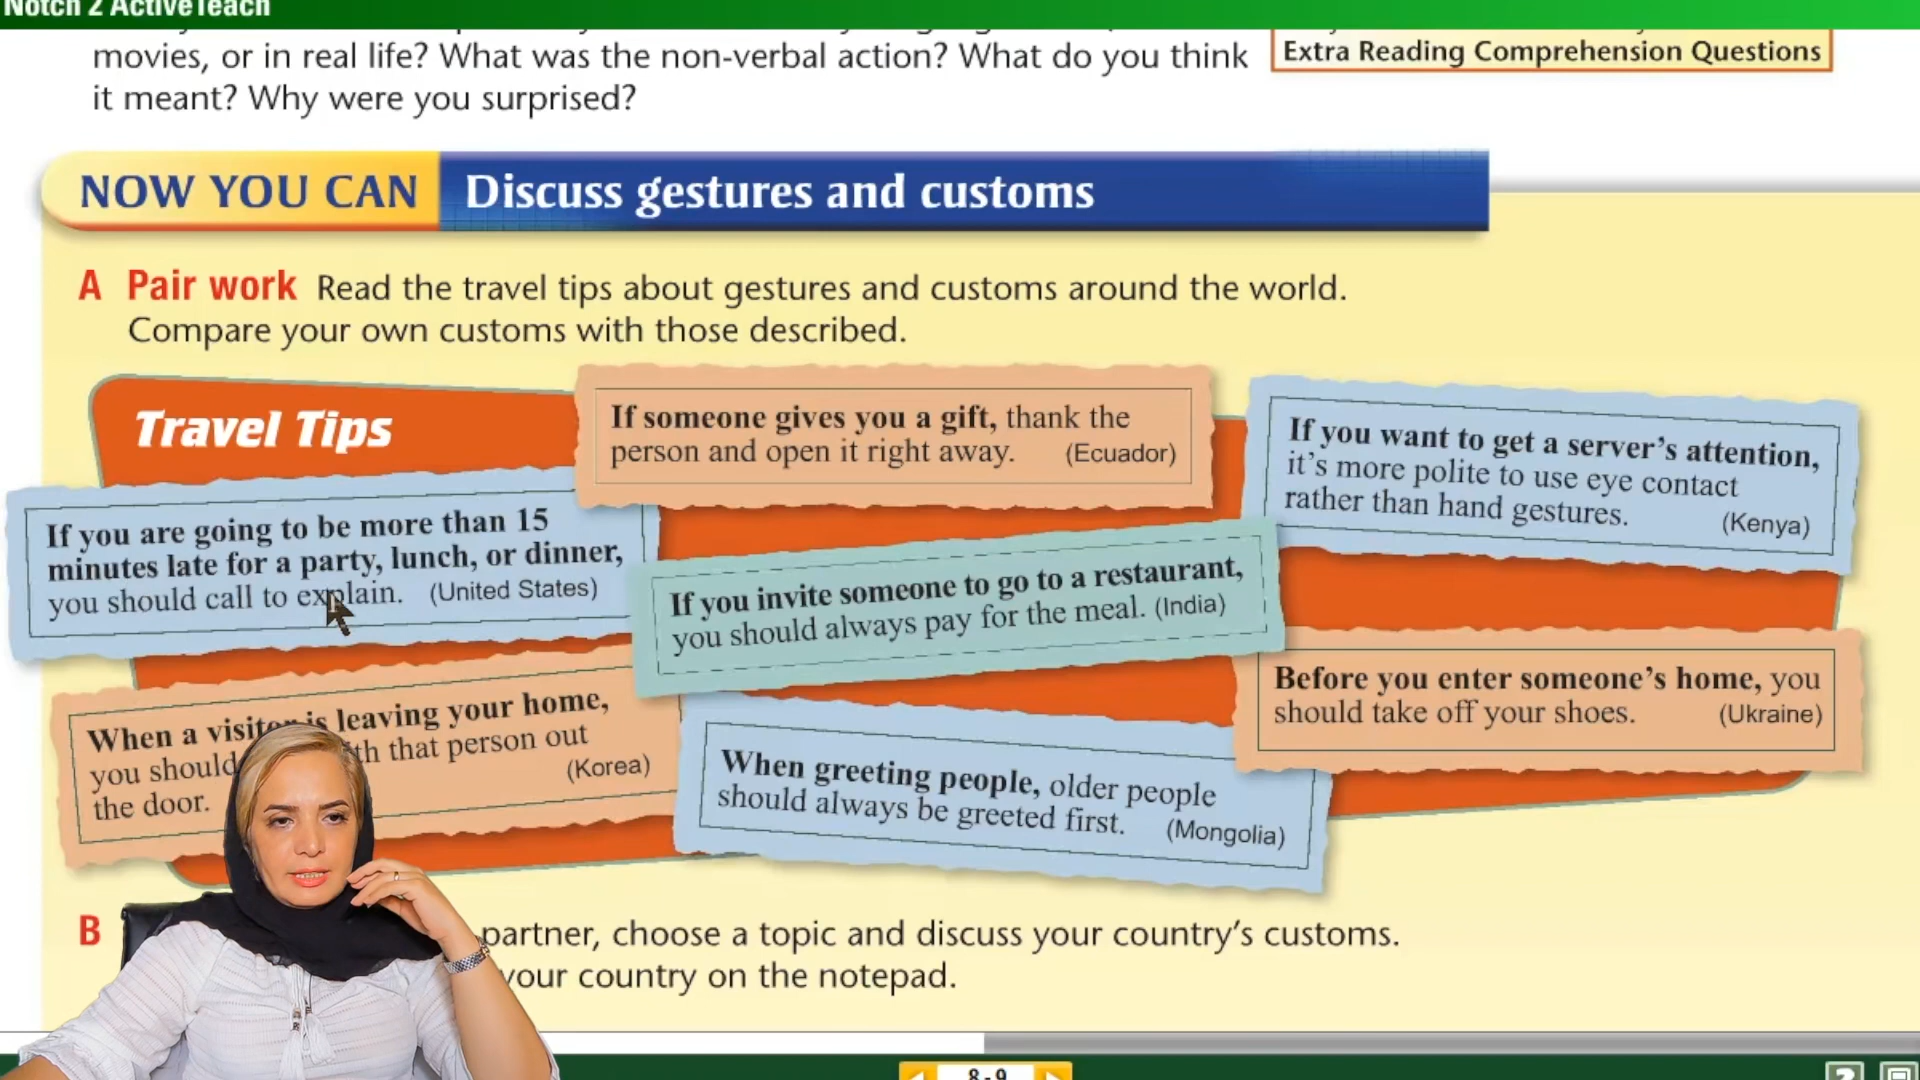 Notch 2 ActiveTeach
movies, or in real life? What was the non-verbal action? What do you think
it meant? Why were you surprised?
Extra Reading Comprehension Questions
NOW YOU CAN Discuss gestures and customs
A Pair work Read the travel tips about gestures and customs around the world.
Compare your own customs with those described.
Travel Tips
If someone gives you a gift, thank the
person and open it right away. (Ecuador)
If you want to get a server's attention,
it's more polite to use eye contact
rather than hand gestures. (Kenya)
If you are going to be more than 15
minutes late for a party, lunch, or dinner,
you should call to explain. (United States)
If you invite someone to go to a restaurant,
you should always pay for the meal. (India)
Before you enter someone's home, you
should take off your shoes. (Ukraine)
When a visitor is leaving your home,
you should that person out
the door. (Korea)
When greeting people, older people
should always be greeted first. (Mongolia)
B partner, choose a topic and discuss your country's customs.
your country on the notepad.
8-9
?